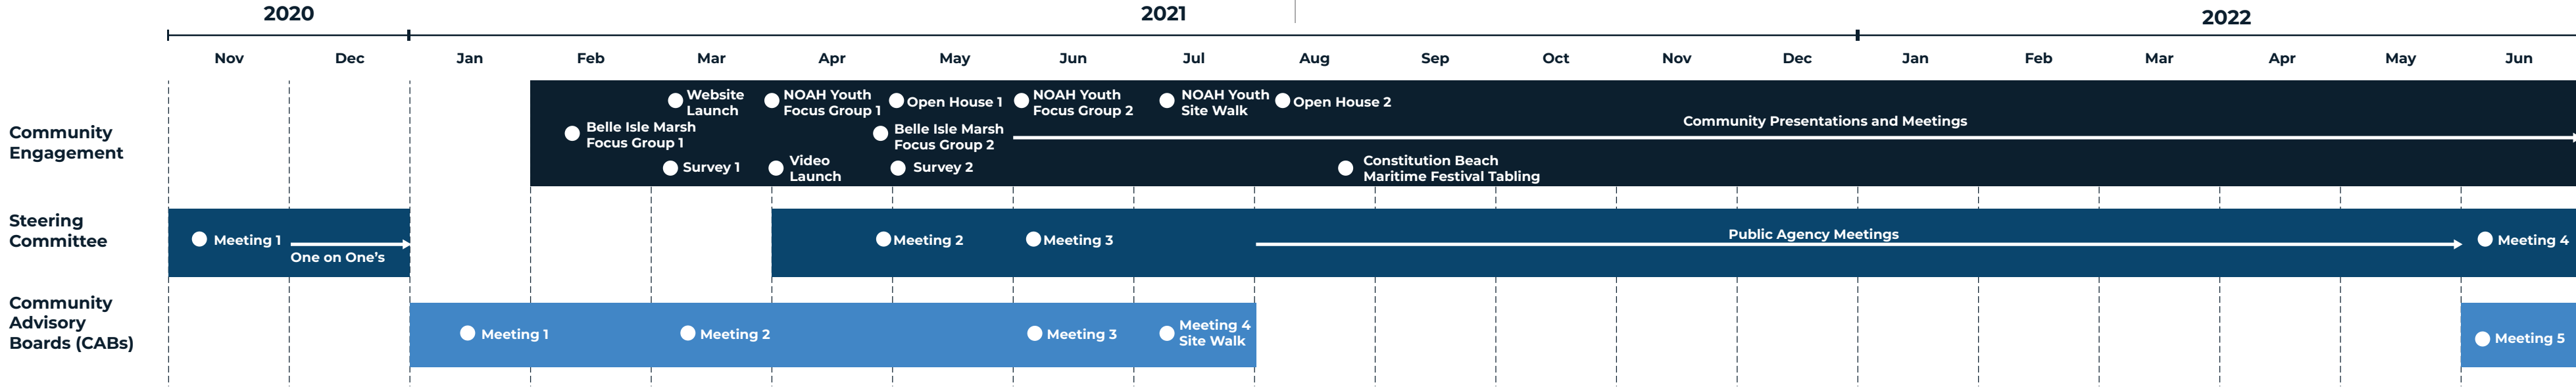 2020
2021
2022
Nov
Dec
Jan
Feb
Mar
Apr
May
Jun
Jul
Aug
Sep
Oct
Nov
Dec
Jan
Feb
Mar
Apr
May
Jun
Community
Engagement
Website
Launch
NOAH Youth
Focus Group 1
Open House 1
NOAH Youth
Focus Group 2
NOAH Youth
Site Walk
Open House 2
Belle Isle Marsh
Focus Group 1
Belle Isle Marsh
Focus Group 2
Community Presentations and Meetings
Survey 1
Video
Launch
Survey 2
Constitution Beach
Maritime Festival Tabling
Steering
Committee
Meeting 1
One on One's
Meeting 2
Meeting 3
Public Agency Meetings
Meeting 4
Community
Advisory
Boards (CABs)
Meeting 1
Meeting 2
Meeting 3
Meeting 4
Site Walk
Meeting 5